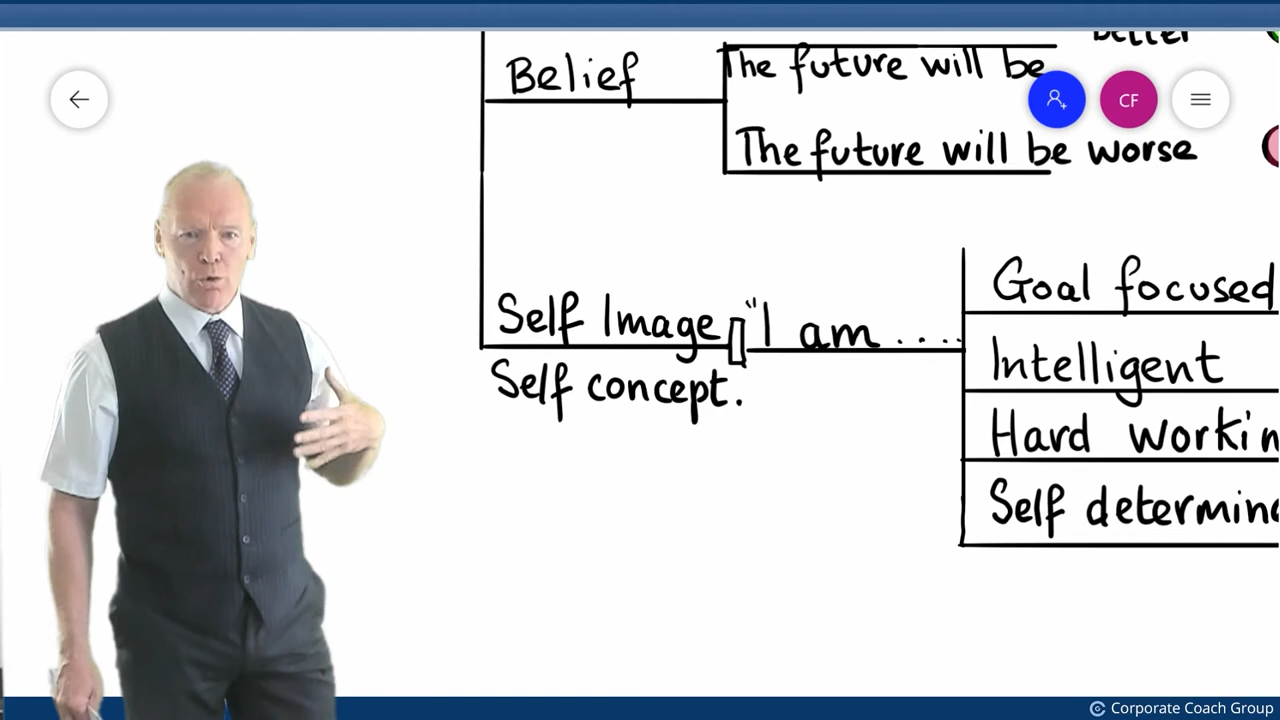 better
Belief
The future will be
CF
The future will be worse
Goal focused
Self Image
"I am ....
Intelligent
Self concept.
Hard workin
Self determin
Corporate Coach Group